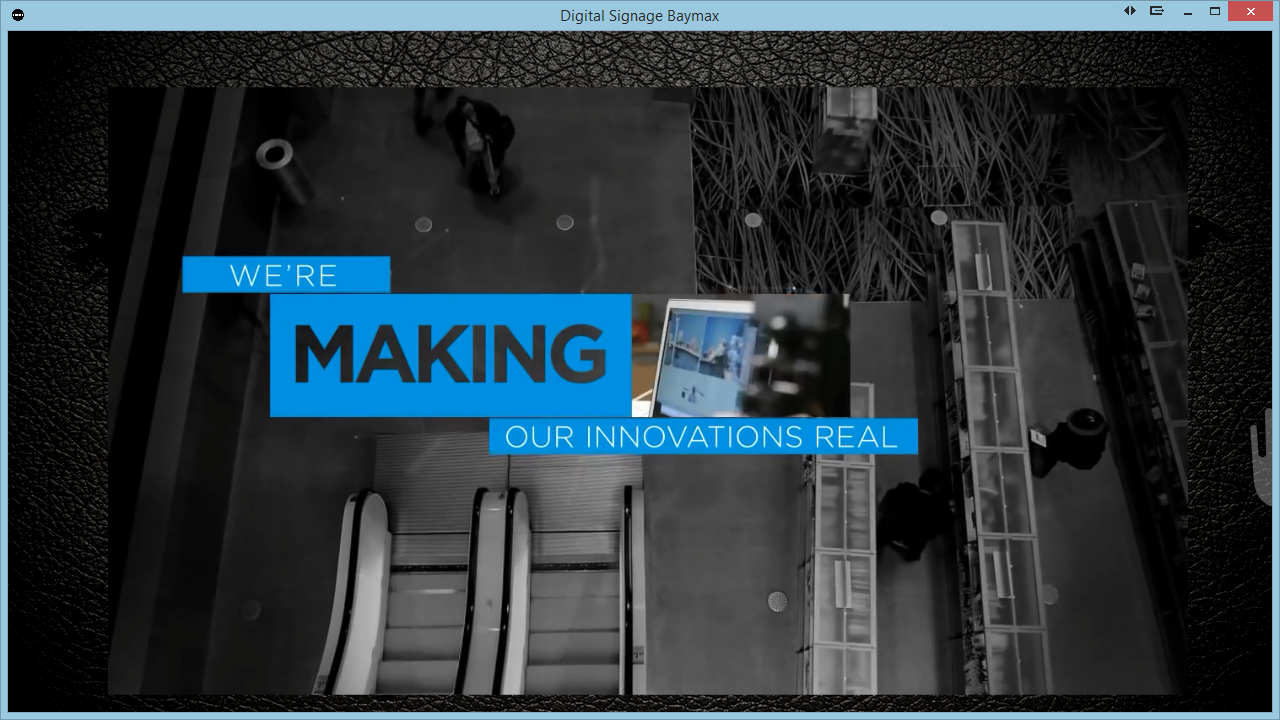 Digital Signage Baymax
WE'RE
MAKING
OUR INNOVATIONS REAL